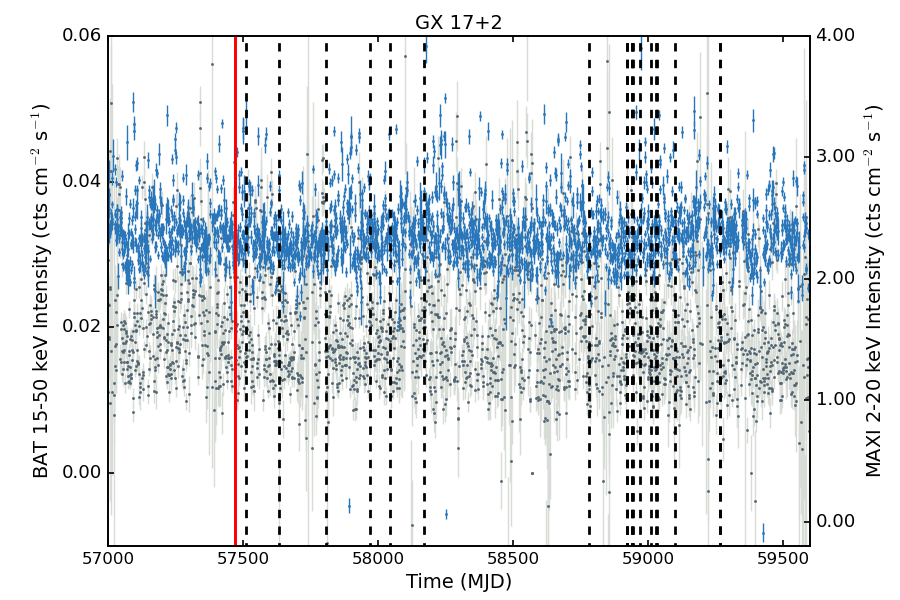 GX 17+2
0.06
0.04
0.02
0.00
BAT 15-50 keV Intensity (cts cm⁻² s⁻¹)
4.00
3.00
2.00
1.00
0.00
MAXI 2-20 keV Intensity (cts cm⁻² s⁻¹)
57000 57500 58000 58500 59000 59500
Time (MJD)